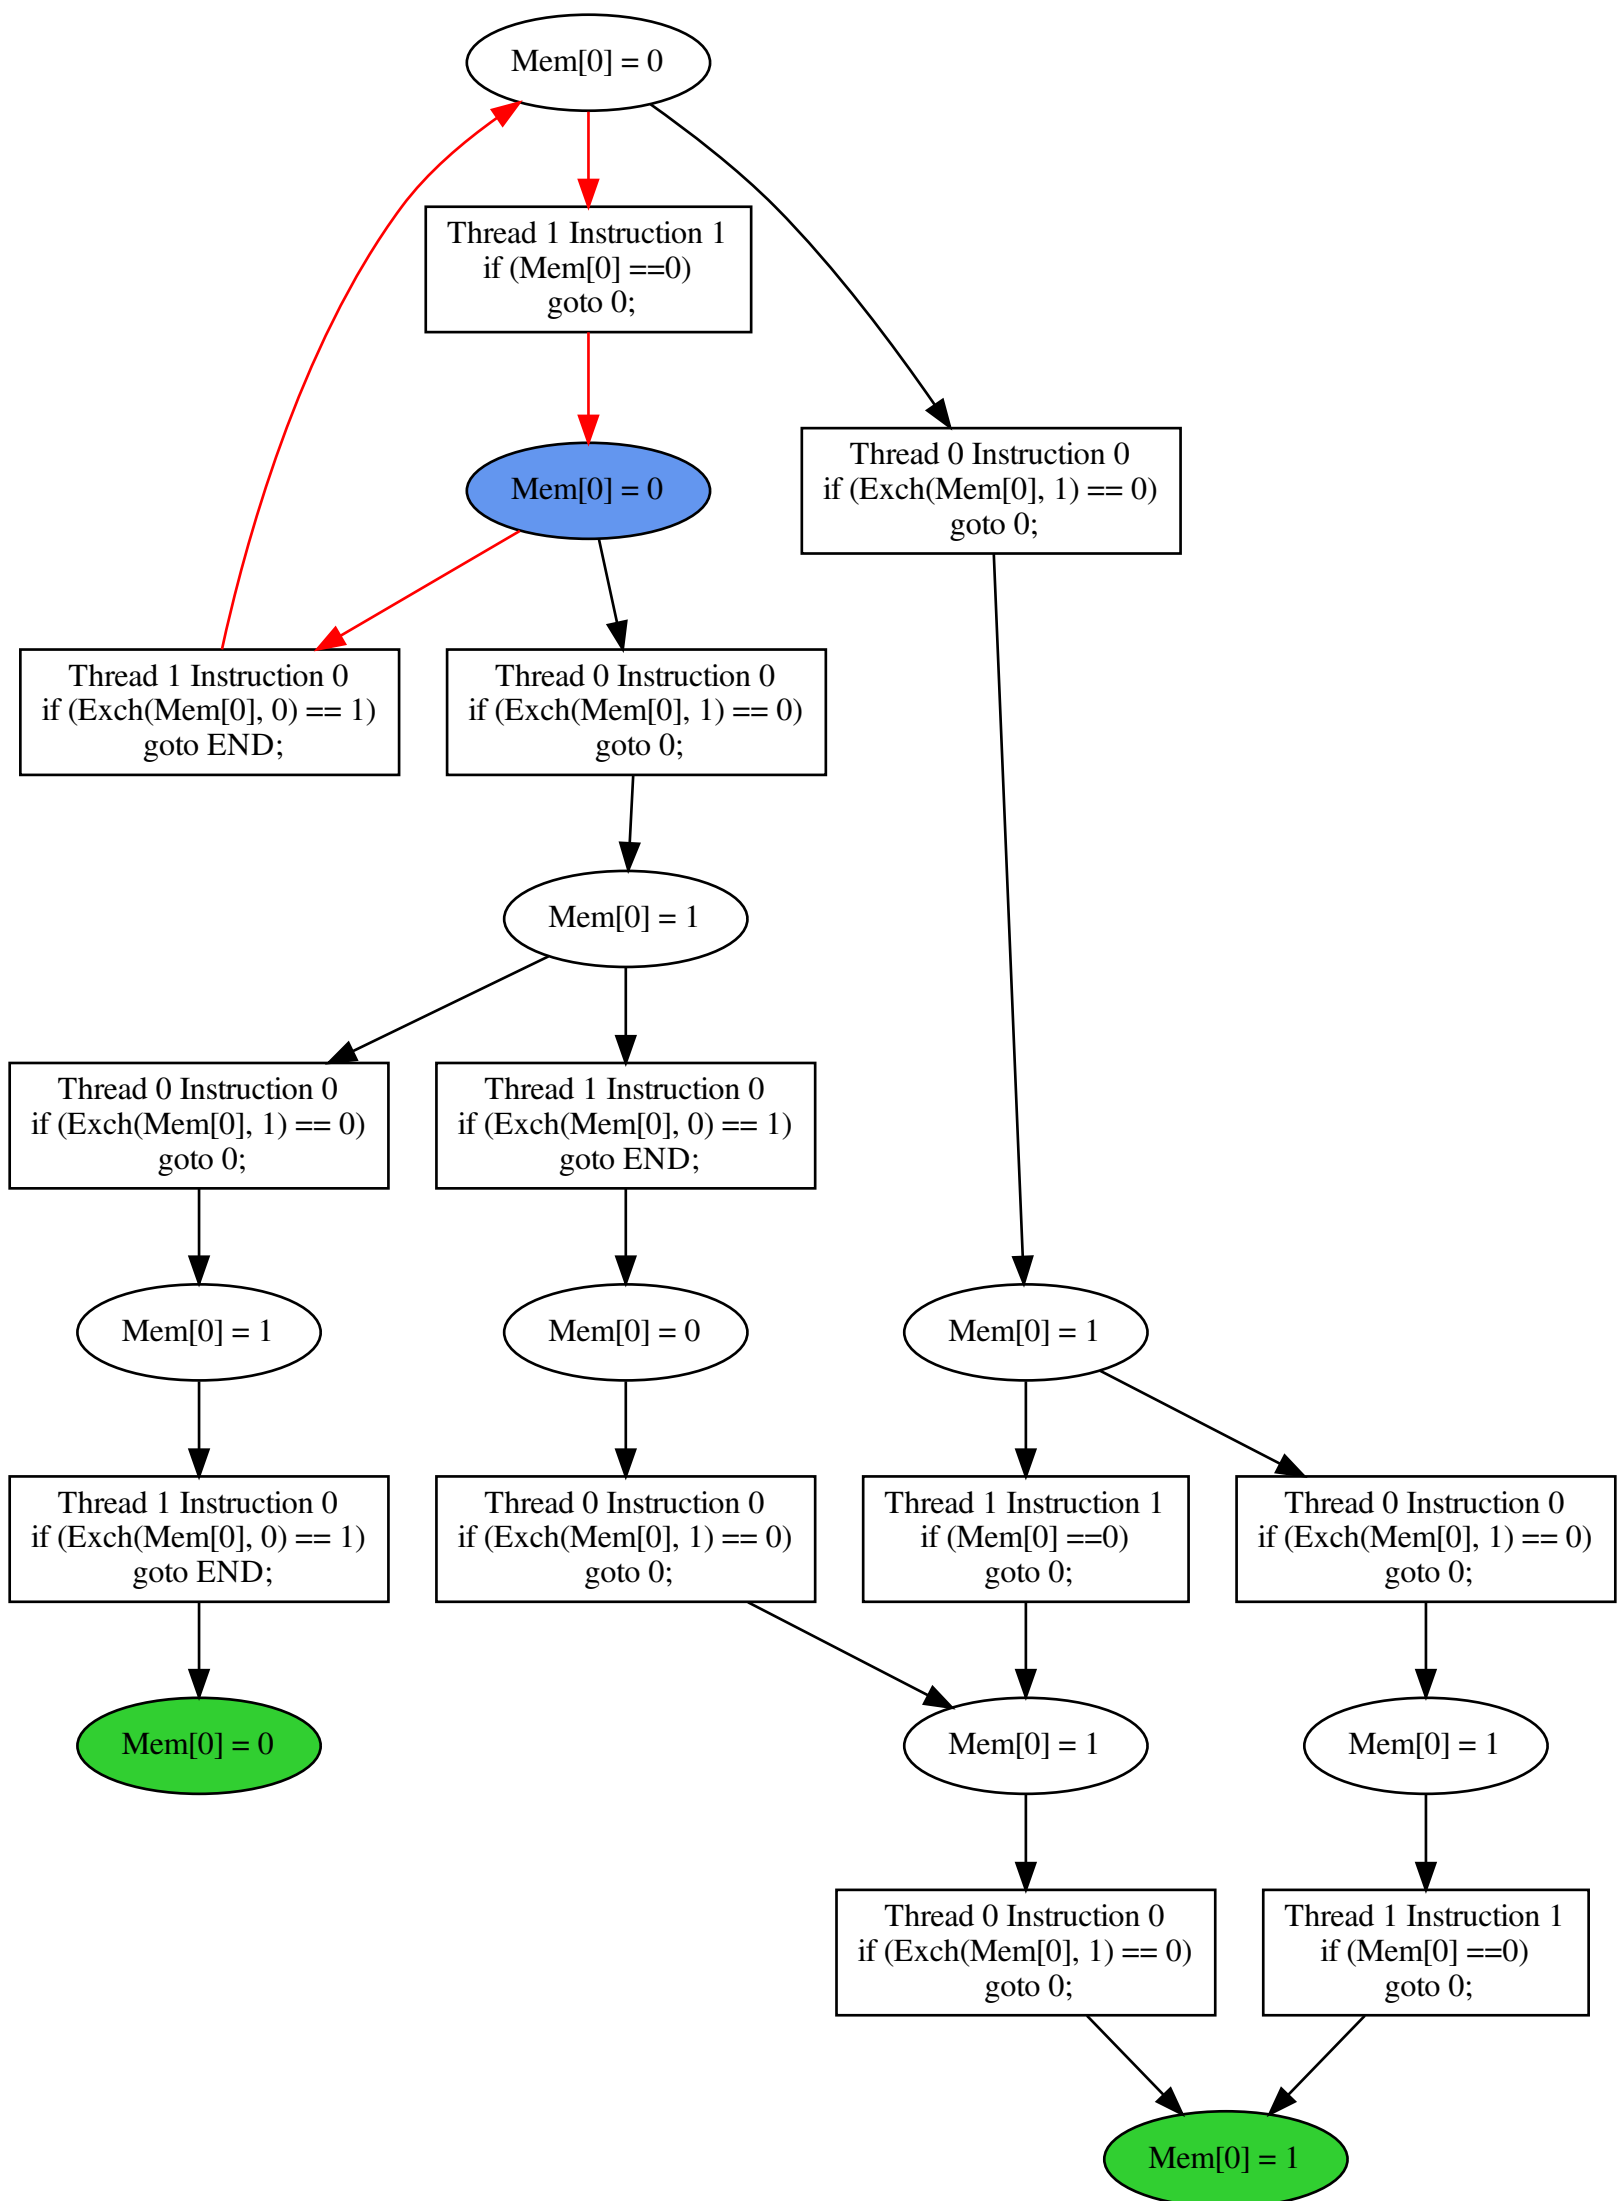 Mem[0] = 0
Thread 1 Instruction 1
if (Mem[0] ==0)
goto 0;
Thread 0 Instruction 0
if (Exch(Mem[0], 1) == 0)
goto 0;
Mem[0] = 0
Thread 1 Instruction 0
if (Exch(Mem[0], 0) == 1)
goto END;
Thread 0 Instruction 0
if (Exch(Mem[0], 1) == 0)
goto 0;
Mem[0] = 1
Thread 0 Instruction 0
if (Exch(Mem[0], 1) == 0)
goto 0;
Thread 1 Instruction 0
if (Exch(Mem[0], 0) == 1)
goto END;
Mem[0] = 1
Mem[0] = 0
Mem[0] = 1
Thread 1 Instruction 0
if (Exch(Mem[0], 0) == 1)
goto END;
Thread 0 Instruction 0
if (Exch(Mem[0], 1) == 0)
goto 0;
Thread 1 Instruction 1
if (Mem[0] ==0)
goto 0;
Thread 0 Instruction 0
if (Exch(Mem[0], 1) == 0)
goto 0;
Mem[0] = 0
Mem[0] = 1
Mem[0] = 1
Thread 0 Instruction 0
if (Exch(Mem[0], 1) == 0)
goto 0;
Thread 1 Instruction 1
if (Mem[0] ==0)
goto 0;
Mem[0] = 1